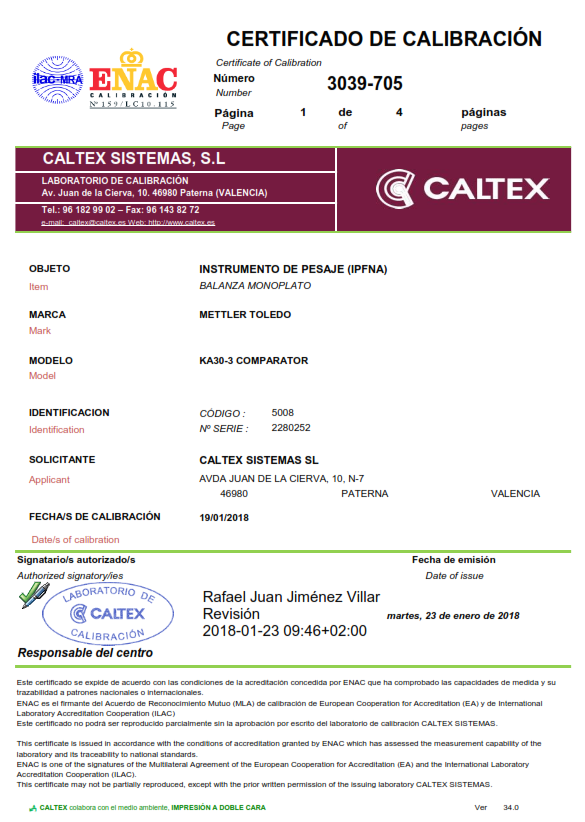 CERTIFICADO DE CALIBRACIÓN
Certificate of Calibration
ilac-MRA
ENAC
CALIBRACIÓN
Nº 159 / LC10.115
Número 3039-705
Number
Página 1 de 4 páginas
Page of pages
CALTEX SISTEMAS, S.L
LABORATORIO DE CALIBRACIÓN
Av. Juan de la Cierva, 10. 46980 Paterna (VALENCIA)
Tel.: 96 182 99 02 – Fax: 96 143 82 72
e-mail: caltex@caltex.es Web: http://www.caltex.es
CALTEX
OBJETO INSTRUMENTO DE PESAJE (IPFNA)
Item BALANZA MONOPLATO
MARCA METTLER TOLEDO
Mark
MODELO KA30-3 COMPARATOR
Model
IDENTIFICACION CÓDIGO : 5008
Identification Nº SERIE : 2280252
SOLICITANTE CALTEX SISTEMAS SL
Applicant AVDA JUAN DE LA CIERVA, 10, N-7
46980 PATERNA VALENCIA
FECHA/S DE CALIBRACIÓN 19/01/2018
Date/s of calibration
Signatario/s autorizado/s Fecha de emisión
Authorized signatory/ies Date of issue
LABORATORIO DE
CALTEX
CALIBRACIÓN
Rafael Juan Jiménez Villar
Revisión martes, 23 de enero de 2018
2018-01-23 09:46+02:00
Responsable del centro
Este certificado se expide de acuerdo con las condiciones de la acreditación concedida por ENAC que ha comprobado las capacidades de medida y su
trazabilidad a patrones nacionales o internacionales.
ENAC es el firmante del Acuerdo de Reconocimiento Mutuo (MLA) de calibración de European Cooperation for Accreditation (EA) y de International
Laboratory Accreditation Cooperation (ILAC)
Este certificado no podrá ser reproducido parcialmente sin la aprobación por escrito del laboratorio de calibración CALTEX SISTEMAS.
This certificate is issued in accordance with the conditions of accreditation granted by ENAC which has assessed the measurement capability of the
laboratory and its traceability to national standards.
ENAC is one of the signatures of the Multilateral Agreement of the European Cooperation for Accreditation (EA) and the International Laboratory
Accreditation Cooperation (ILAC).
This certificate may not be partially reproduced, except with the prior written permission of the issuing laboratory CALTEX SISTEMAS.
CALTEX colabora con el medio ambiente, IMPRESIÓN A DOBLE CARA Ver 34.0